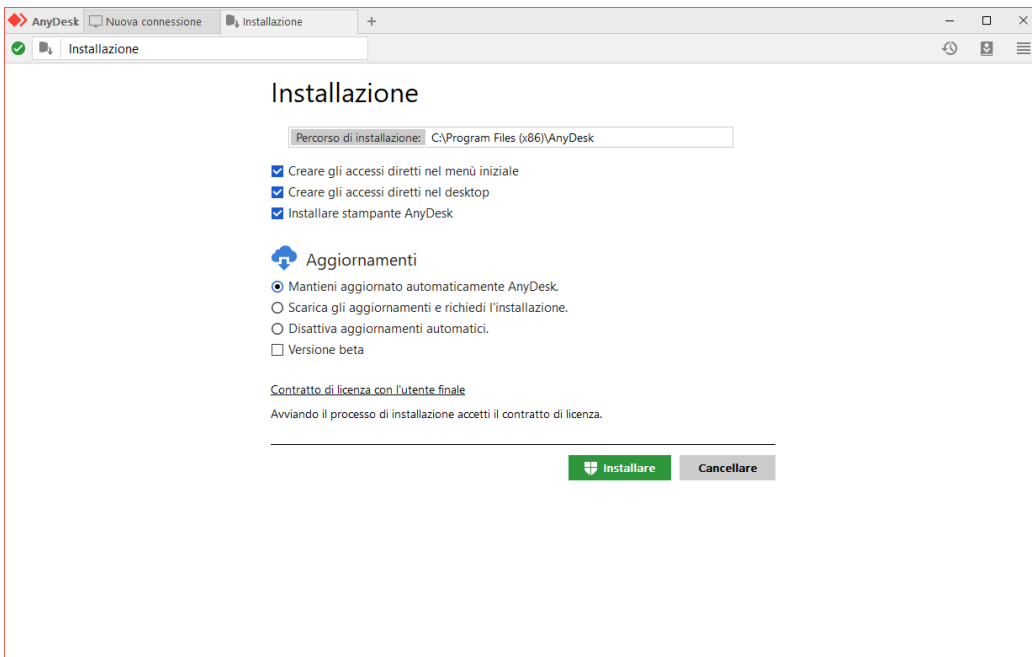 AnyDesk Nuova connessione Installazione
Installazione
Installazione
Percorso di installazione: C:\Program Files (x86)\AnyDesk
Creare gli accessi diretti nel menù iniziale
Creare gli accessi diretti nel desktop
Installare stampante AnyDesk
Aggiornamenti
Mantieni aggiornato automaticamente AnyDesk.
Scarica gli aggiornamenti e richiedi l'installazione.
Disattiva aggiornamenti automatici.
Versione beta
Contratto di licenza con l'utente finale
Avviando il processo di installazione accetti il contratto di licenza.
Installare Cancellare